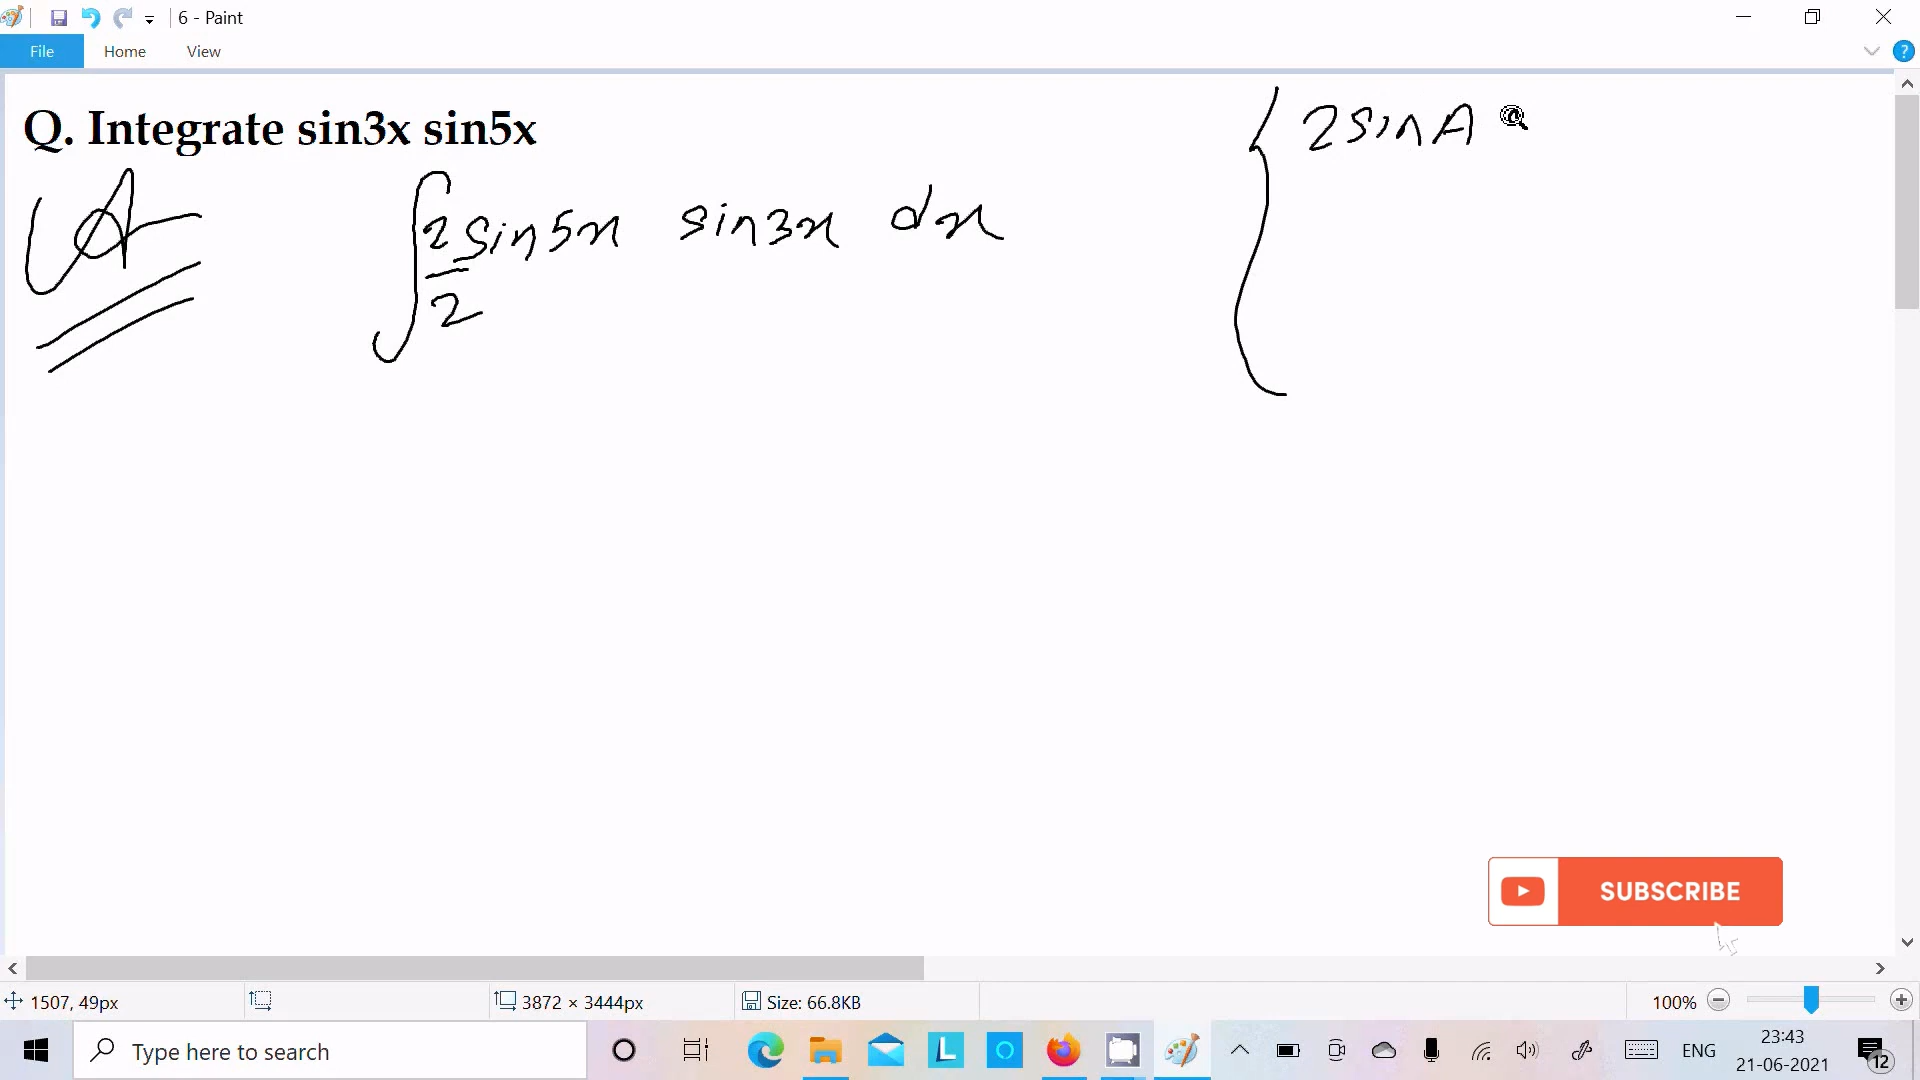 6 - Paint
File Home View
Q. Integrate sin3x sin5x
∫ 2/2 sin5x sin3x dx
{ 2sinA
SUBSCRIBE
1507, 49px 3872 × 3444px Size: 66.8KB 100%
Type here to search
ENG
23:43
21-06-2021
12